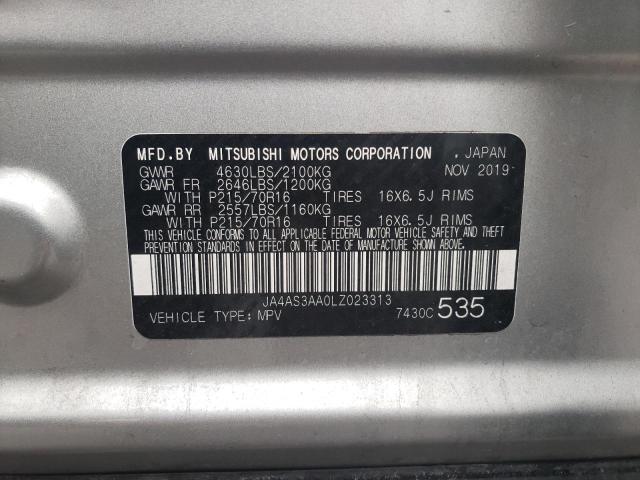 MFD. BY MITSUBISHI MOTORS CORPORATION . JAPAN
GVWR 4630LBS/2100KG NOV 2019
GAWR FR 2646LBS/1200KG
WITH P215/70R16 TIRES 16X6.5J RIMS
GAWR RR 2557LBS/1160KG
WITH P215/70R16 TIRES 16X6.5J RIMS
THIS VEHICLE CONFORMS TO ALL APPLICABLE FEDERAL MOTOR VEHICLE SAFETY AND THEFT
PREVENTION STANDARDS IN EFFECT ON THE DATE OF MANUFACTURE SHOWN ABOVE.
JA4AS3AA0LZ023313
VEHICLE TYPE: MPV 7430C 535